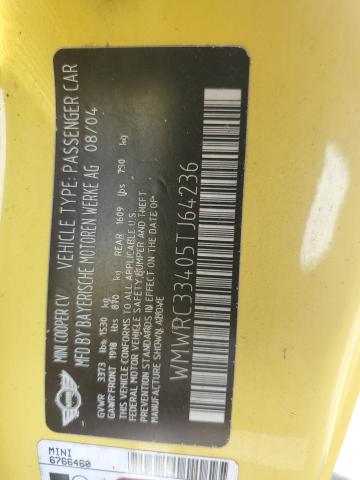 MINI COOPER CV
VEHICLE TYPE: PASSENGER CAR
MFD BY BAYERISCHE MOTOREN WERKE AG 08/04
GVWR 3373 lbs 1530 kg
GAWR FRONT 1918 lbs 870 kg REAR 1609 lbs 730 kg
THIS VEHICLE CONFORMS TO ALL APPLICABLE U.S.
FEDERAL MOTOR VEHICLE SAFETY, BUMPER AND THEFT
PREVENTION STANDARDS IN EFFECT ON THE DATE OF
MANUFACTURE SHOWN ABOVE
WMWRC33405TJ64236
MINI
6766460